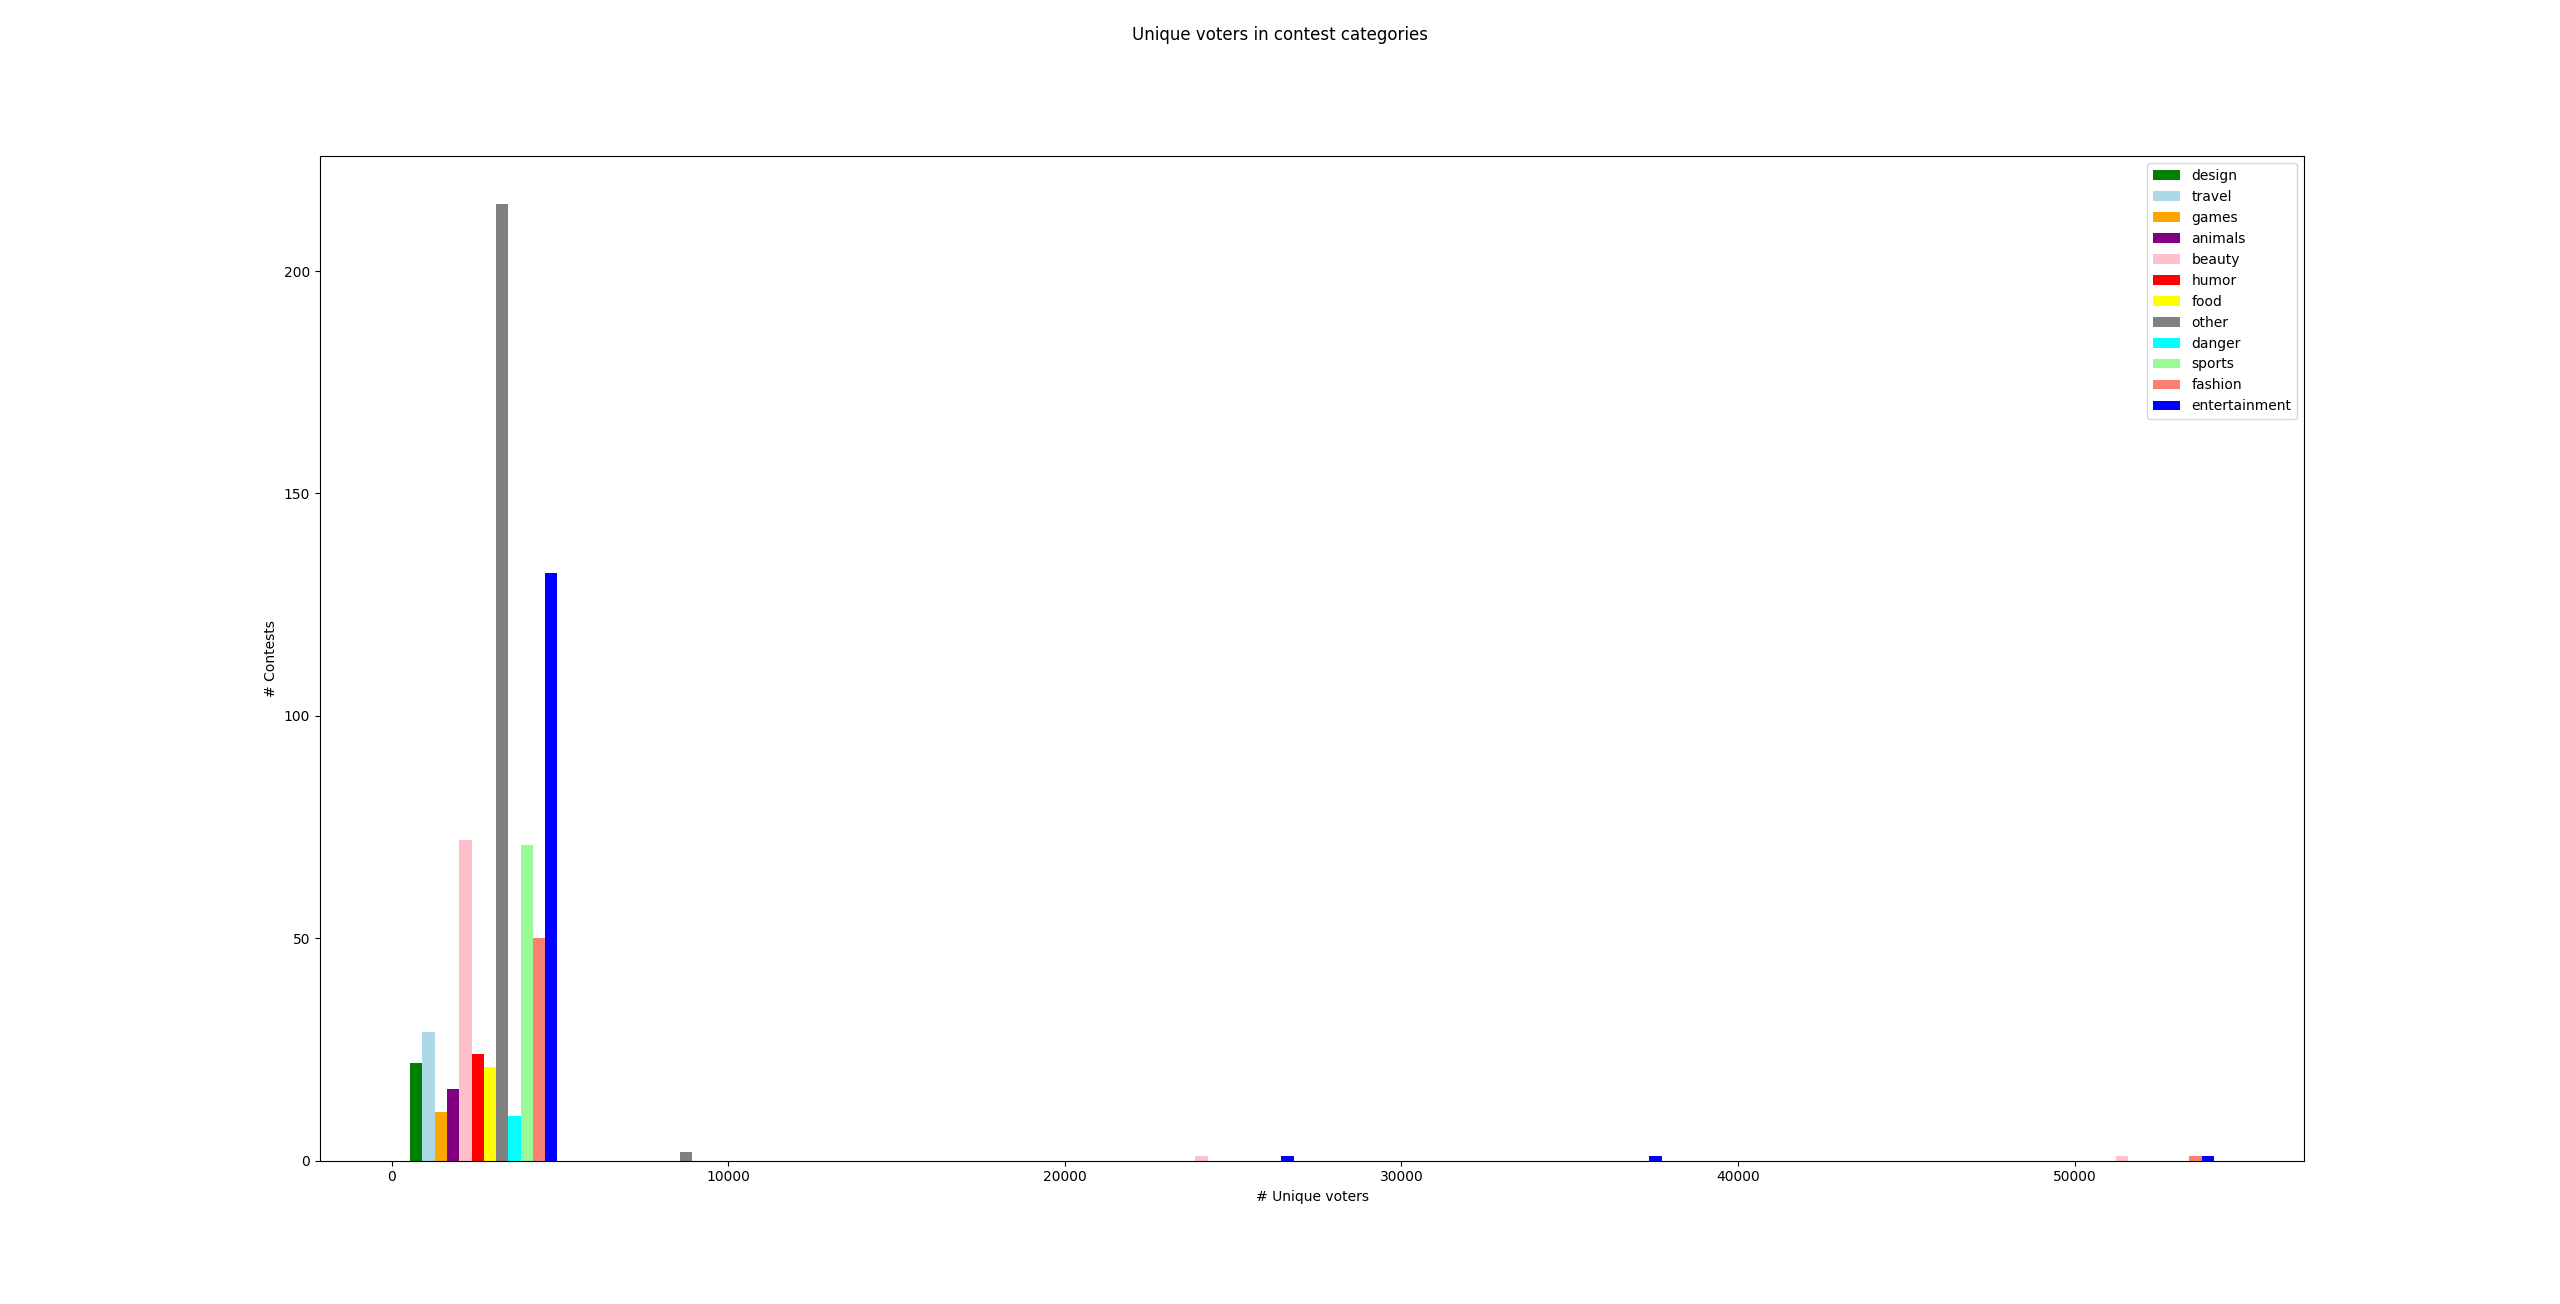 Unique voters in contest categories
design
travel
games
animals
beauty
humor
food
other
danger
sports
fashion
entertainment
# Contests
200
150
100
50
0
0 10000 20000 30000 40000 50000
# Unique voters